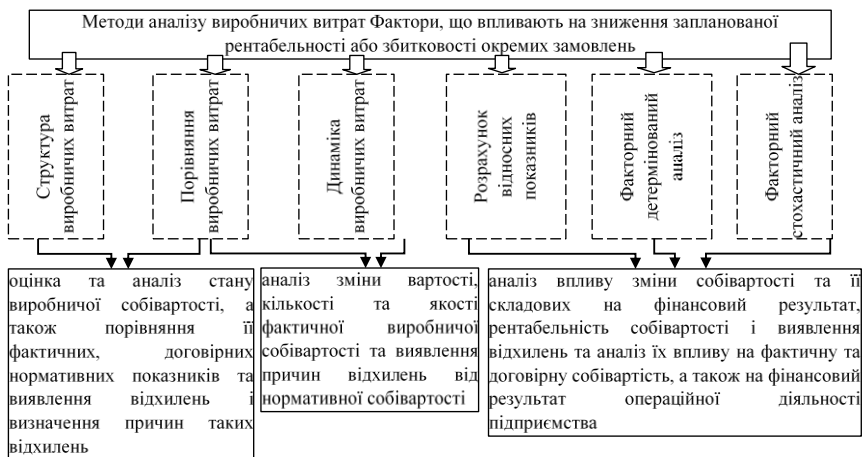 Методи аналізу виробничих витрат Фактори, що впливають на зниження запланованої
рентабельності або збитковості окремих замовлень
Структура
виробничих витрат
Порівняння
виробничих витрат
Динаміка
виробничих витрат
Розрахунок
відносних
показників
Факторний
детермінований
аналіз
Факторний
стохастичний аналіз
оцінка та аналіз стану
виробничої собівартості, а
також порівняння її
фактичних, договірних
нормативних показників та
виявлення відхилень і
визначення причин таких
відхилень
аналіз зміни вартості,
кількості та якості
фактичної виробничої
собівартості та виявлення
причин відхилень від
нормативної собівартості
аналіз впливу зміни собівартості та її
складових на фінансовий результат,
рентабельність собівартості і виявлення
відхилень та аналіз їх впливу на фактичну та
договірну собівартість, а також на фінансовий
результат операційної діяльності
підприємства